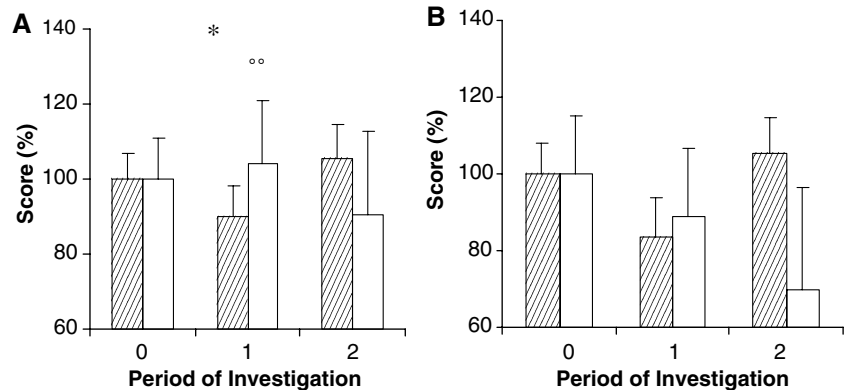 A
Score (%)
140
120
100
80
60
*
°°
0 1 2
Period of Investigation
B
Score (%)
140
120
100
80
60
0 1 2
Period of Investigation